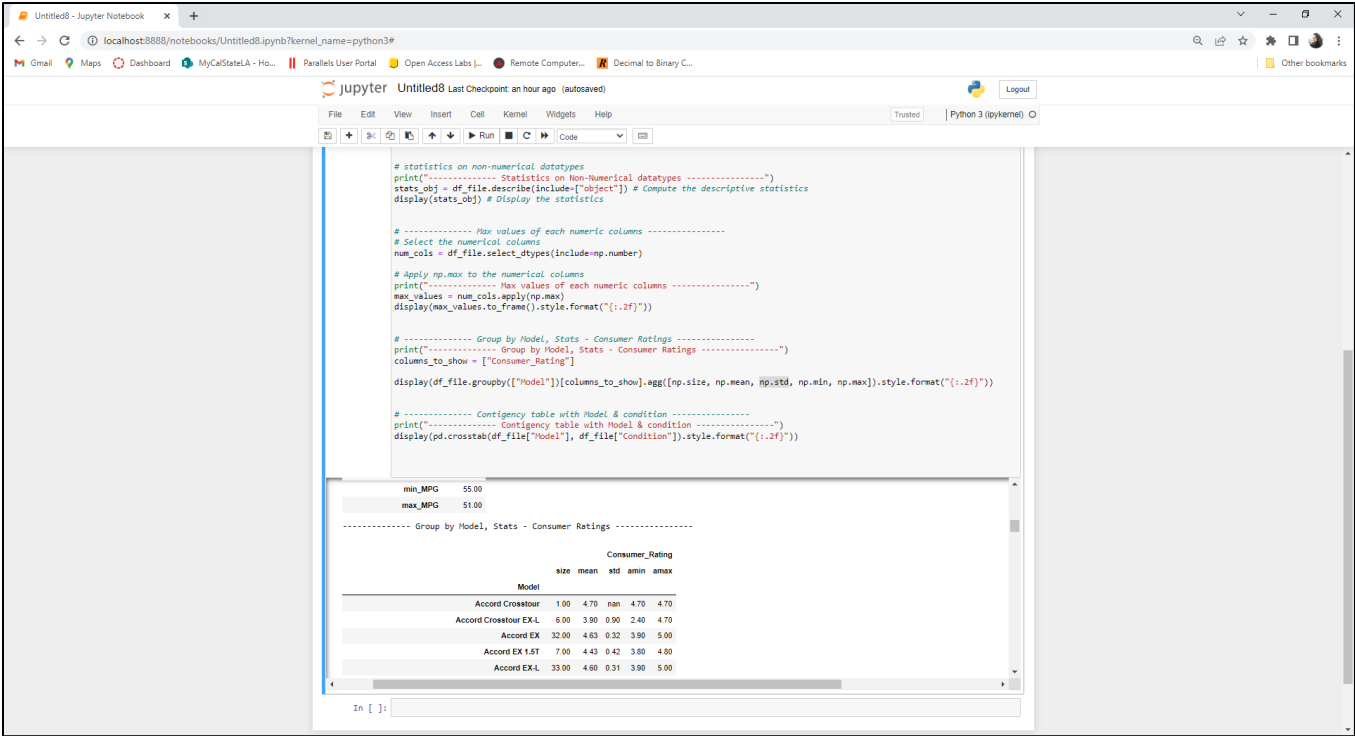 Untitled8 - Jupyter Notebook
localhost:8888/notebooks/Untitled8.ipynb?kernel_name=python3#
Gmail Maps Dashboard MyCalStateLA - Ho... Parallels User Portal Open Access Labs |... Remote Computer... Decimal to Binary C... Other bookmarks
jupyter Untitled8 Last Checkpoint: an hour ago (autosaved) Logout
File Edit View Insert Cell Kernel Widgets Help Trusted Python 3 (ipykernel)
Run Code
# statistics on non-numerical datatypes
print("-------------- Statistics on Non-Numerical datatypes ----------------")
stats_obj = df_file.describe(include=["object"]) # Compute the descriptive statistics
display(stats_obj) # Display the statistics
# -------------- Max values of each numeric columns ----------------
# Select the numerical columns
num_cols = df_file.select_dtypes(include=np.number)
# Apply np.max to the numerical columns
print("-------------- Max values of each numeric columns ----------------")
max_values = num_cols.apply(np.max)
display(max_values.to_frame().style.format("{:.2f}"))
# -------------- Group by Model, Stats - Consumer Ratings ----------------
print("-------------- Group by Model, Stats - Consumer Ratings ----------------")
columns_to_show = ["Consumer_Rating"]
display(df_file.groupby(["Model"])[columns_to_show].agg([np.size, np.mean, np.std, np.min, np.max]).style.format("{:.2f}"))
# -------------- Contigency table with Model & condition ----------------
print("-------------- Contigency table with Model & condition ----------------")
display(pd.crosstab(df_file["Model"], df_file["Condition"]).style.format("{:.2f}"))
min_MPG 55.00
max_MPG 51.00
-------------- Group by Model, Stats - Consumer Ratings ----------------
Consumer_Rating
size mean std amin amax
Model
Accord Crosstour 1.00 4.70 nan 4.70 4.70
Accord Crosstour EX-L 6.00 3.90 0.90 2.40 4.70
Accord EX 32.00 4.63 0.32 3.90 5.00
Accord EX 1.5T 7.00 4.43 0.42 3.80 4.80
Accord EX-L 33.00 4.60 0.31 3.90 5.00
In [ ]: